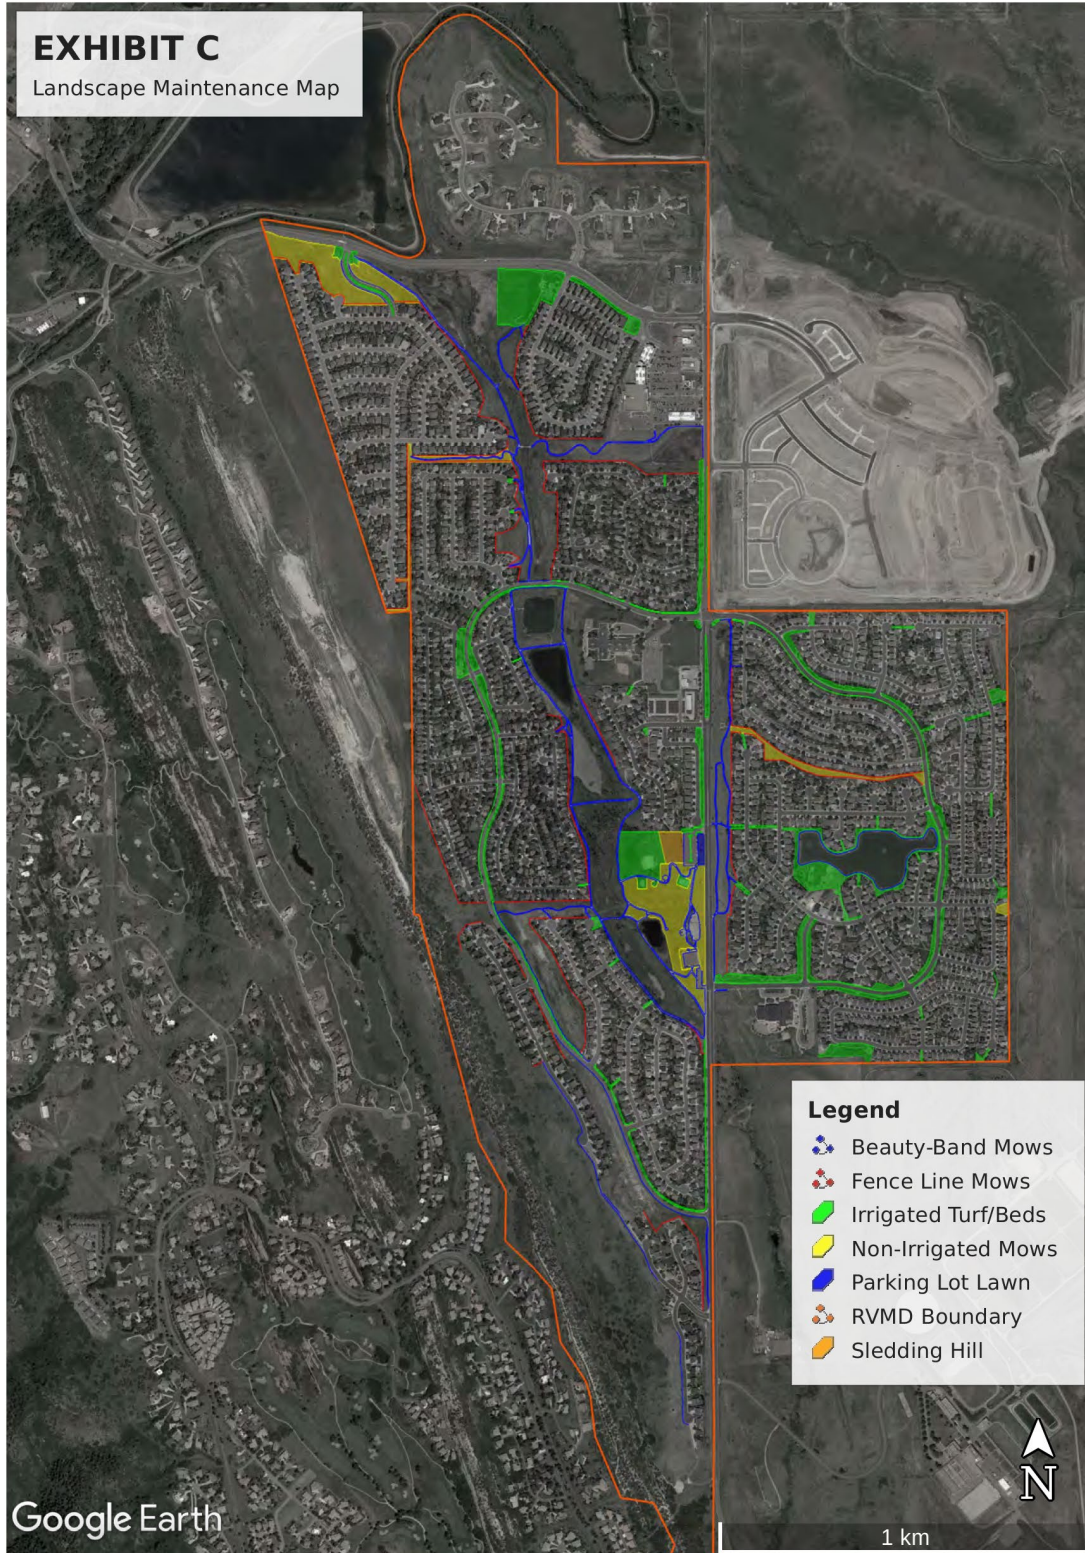 EXHIBIT C
Landscape Maintenance Map
Legend
Beauty-Band Mows
Fence Line Mows
Irrigated Turf/Beds
Non-Irrigated Mows
Parking Lot Lawn
RVMD Boundary
Sledding Hill
N
Google Earth
1 km